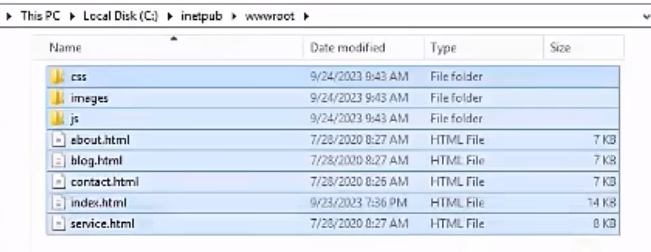 This PC > Local Disk (C:) > inetpub > wwwroot >
Name Date modified Type Size
css 9/24/2023 9:43 AM File folder
images 9/24/2023 9:43 AM File folder
js 9/24/2023 9:43 AM File folder
about.html 7/28/2020 8:27 AM HTML File 7 KB
blog.html 7/28/2020 8:27 AM HTML File 7 KB
contact.html 7/28/2020 8:26 AM HTML File 7 KB
index.html 9/23/2023 7:36 PM HTML File 14 KB
service.html 7/28/2020 8:27 AM HTML File 8 KB